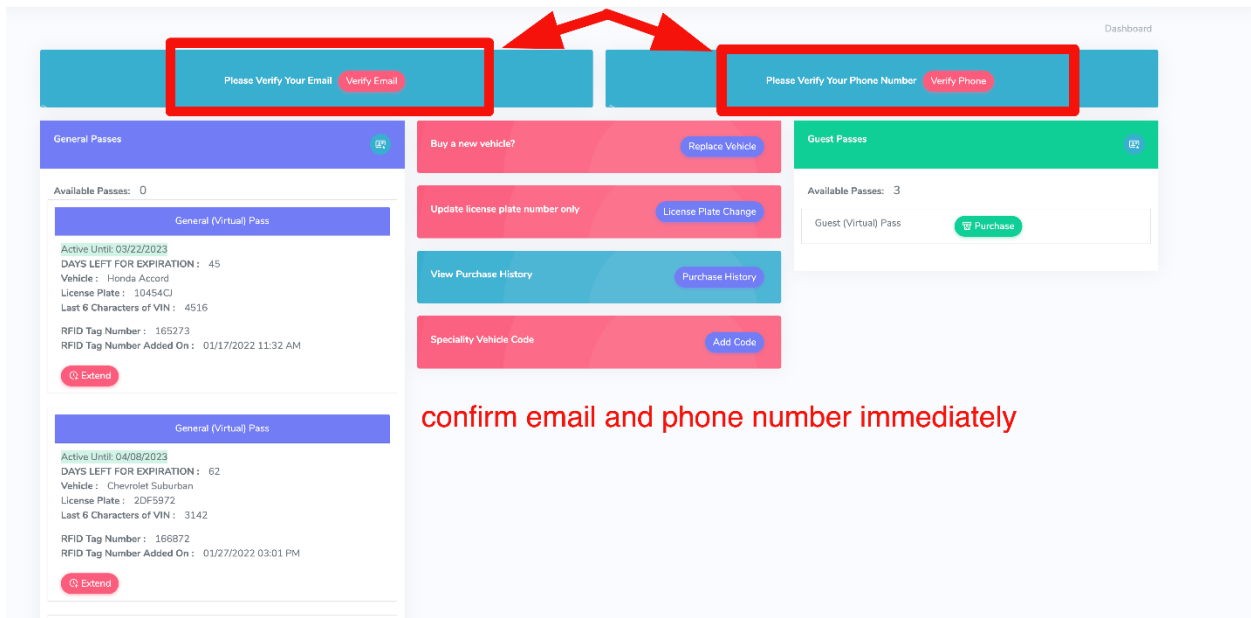 Dashboard
Please Verify Your Email Verify Email
Please Verify Your Phone Number Verify Phone
General Passes
Available Passes: 0
General (Virtual) Pass
Active Until: 03/22/2023
DAYS LEFT FOR EXPIRATION : 45
Vehicle : Honda Accord
License Plate : 10454CJ
Last 6 Characters of VIN : 4516
RFID Tag Number : 165273
RFID Tag Number Added On : 01/17/2022 11:32 AM
Extend
General (Virtual) Pass
Active Until: 04/08/2023
DAYS LEFT FOR EXPIRATION : 62
Vehicle : Chevrolet Suburban
License Plate : 2DF5972
Last 6 Characters of VIN : 3142
RFID Tag Number : 166872
RFID Tag Number Added On : 01/27/2022 03:01 PM
Extend
Buy a new vehicle? Replace Vehicle
Update license plate number only License Plate Change
View Purchase History Purchase History
Speciality Vehicle Code Add Code
confirm email and phone number immediately
Guest Passes
Available Passes: 3
Guest (Virtual) Pass Purchase